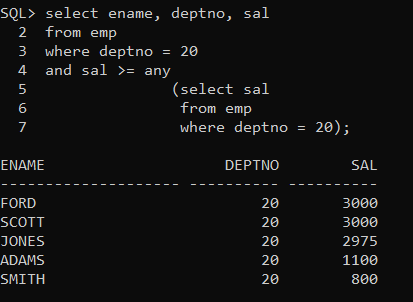 SQL> select ename, deptno, sal
  2  from emp
  3  where deptno = 20
  4  and sal >= any
  5                (select sal
  6                 from emp
  7                 where deptno = 20);
ENAME                    DEPTNO        SAL
-------------------- ---------- ----------
FORD                         20       3000
SCOTT                        20       3000
JONES                        20       2975
ADAMS                        20       1100
SMITH                        20        800